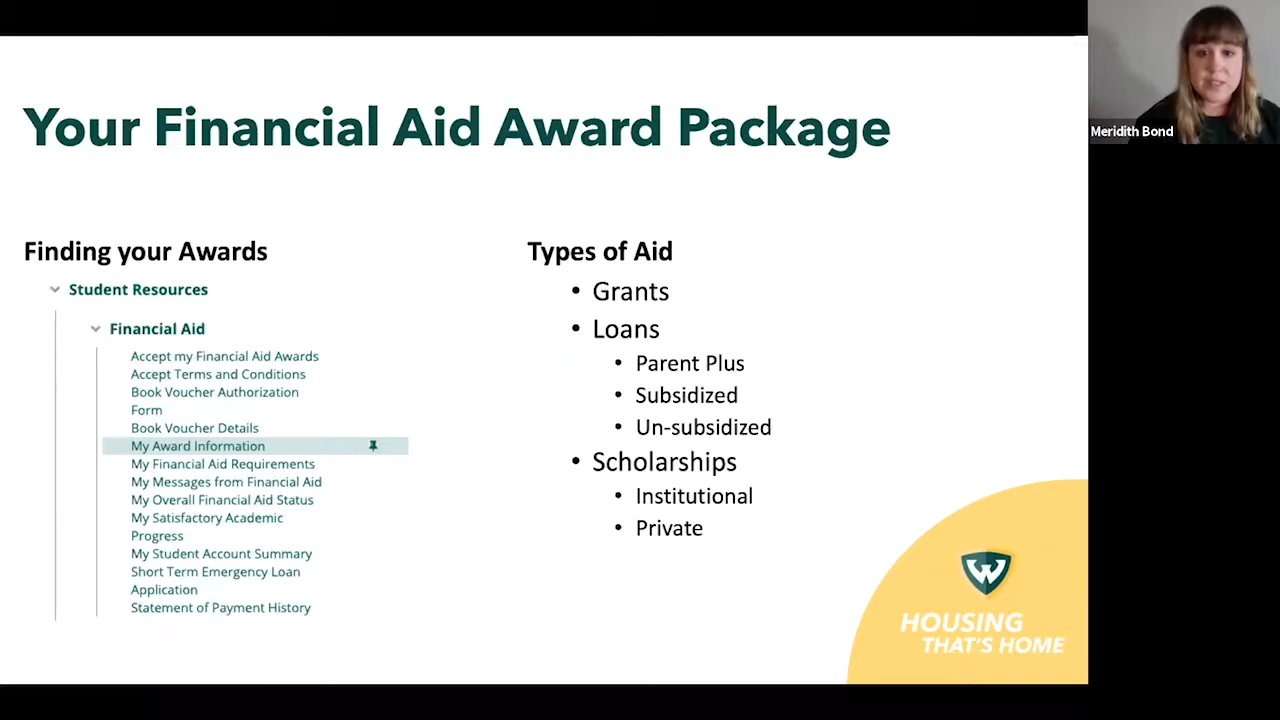 Your Financial Aid Award Package
Meridith Bond
Finding your Awards
Student Resources
Financial Aid
Accept my Financial Aid Awards
Accept Terms and Conditions
Book Voucher Authorization
Form
Book Voucher Details
My Award Information
My Financial Aid Requirements
My Messages from Financial Aid
My Overall Financial Aid Status
My Satisfactory Academic
Progress
My Student Account Summary
Short Term Emergency Loan
Application
Statement of Payment History
Types of Aid
• Grants
• Loans
• Parent Plus
• Subsidized
• Un-subsidized
• Scholarships
• Institutional
• Private
W
HOUSING
THAT'S HOME